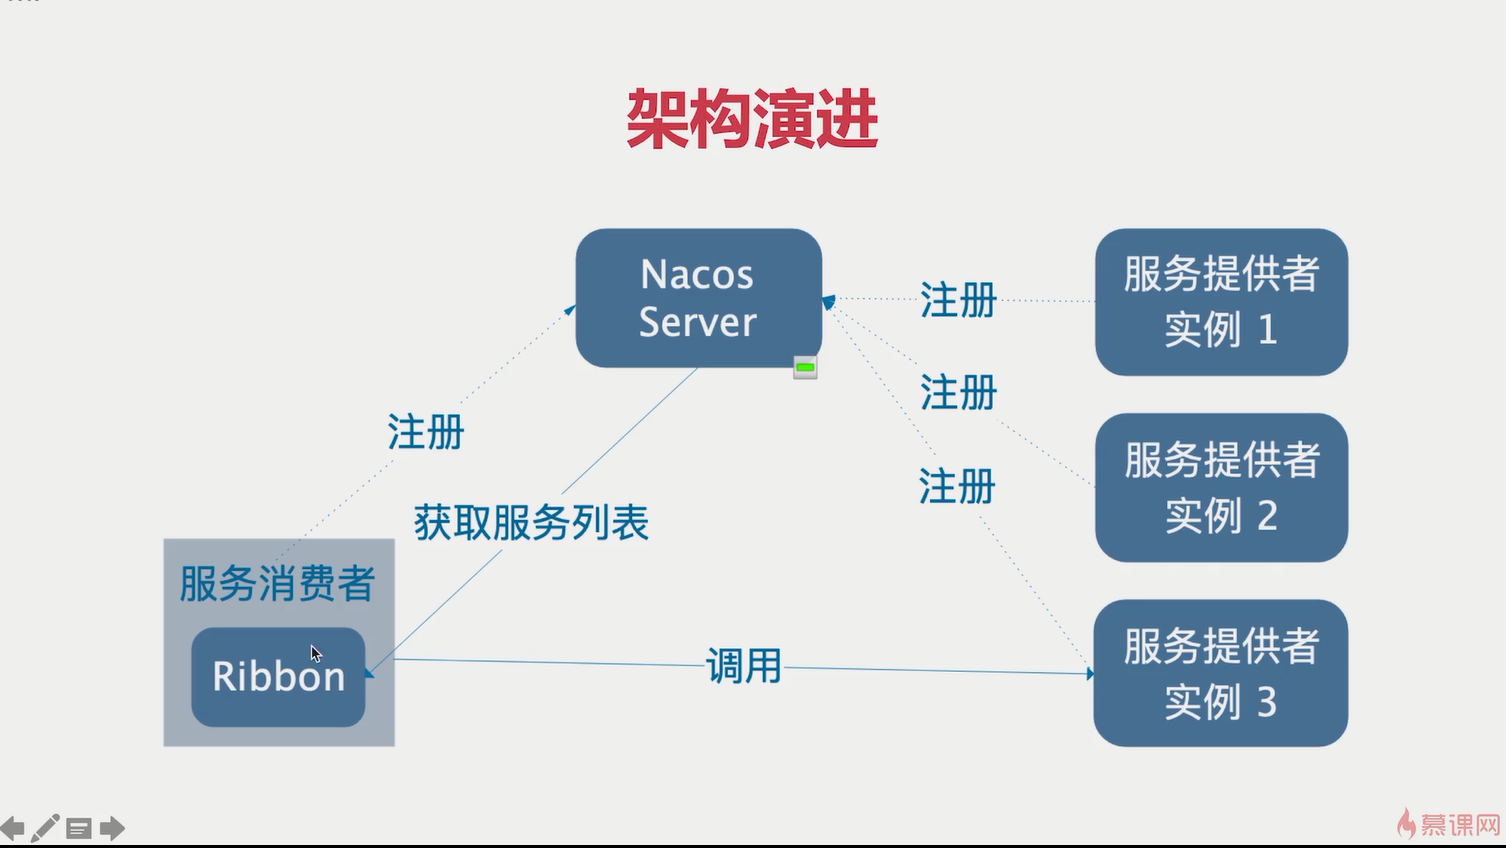 架构演进
Nacos
Server
注册
服务提供者
实例 1
注册
服务提供者
实例 2
注册
服务提供者
实例 3
注册
获取服务列表
服务消费者
Ribbon
调用
慕课网